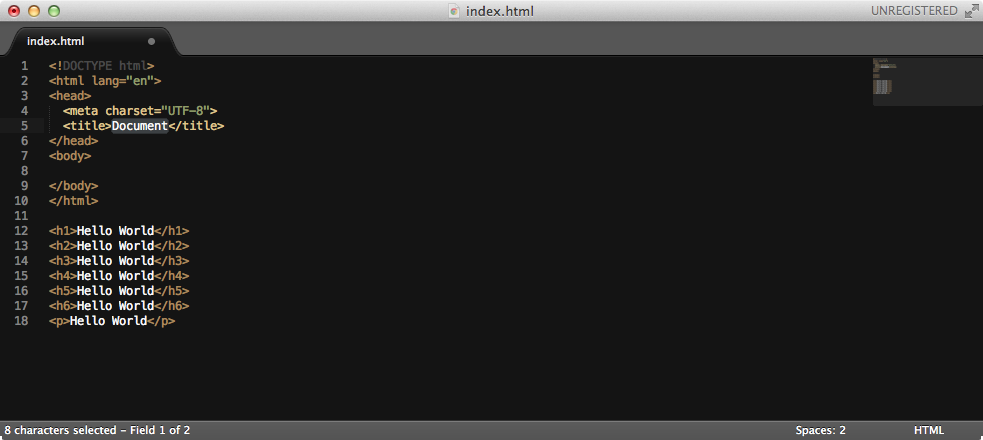 index.html
UNREGISTERED
index.html
1 <!DOCTYPE html>
2 <html lang="en">
3 <head>
4   <meta charset="UTF-8">
5   <title>Document</title>
6 </head>
7 <body>
8
9 </body>
10 </html>
11
12 <h1>Hello World</h1>
13 <h2>Hello World</h2>
14 <h3>Hello World</h3>
15 <h4>Hello World</h4>
16 <h5>Hello World</h5>
17 <h6>Hello World</h6>
18 <p>Hello World</p>
8 characters selected – Field 1 of 2
Spaces: 2
HTML